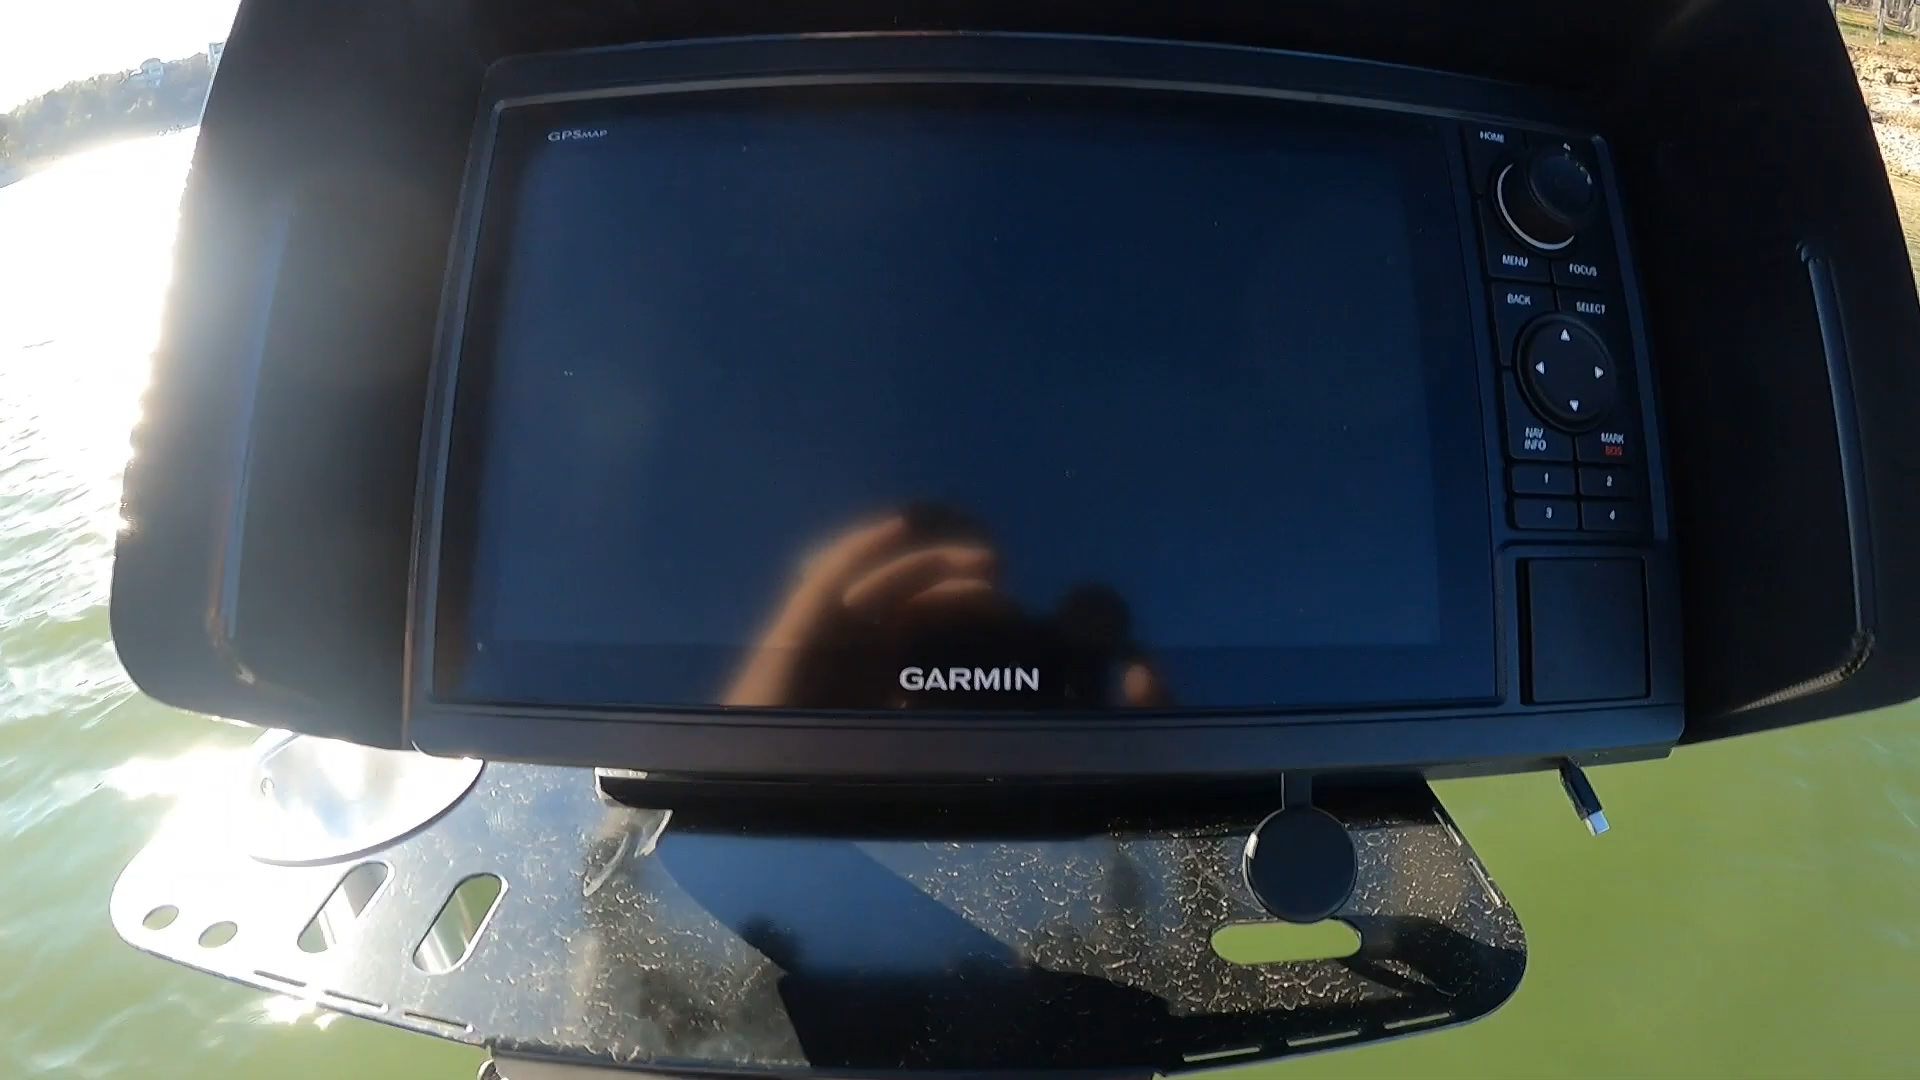 GPSMAP
HOME
MENU
FOCUS
BACK
SELECT
NAV
INFO
MARK
SOS
1
2
3
4
GARMIN